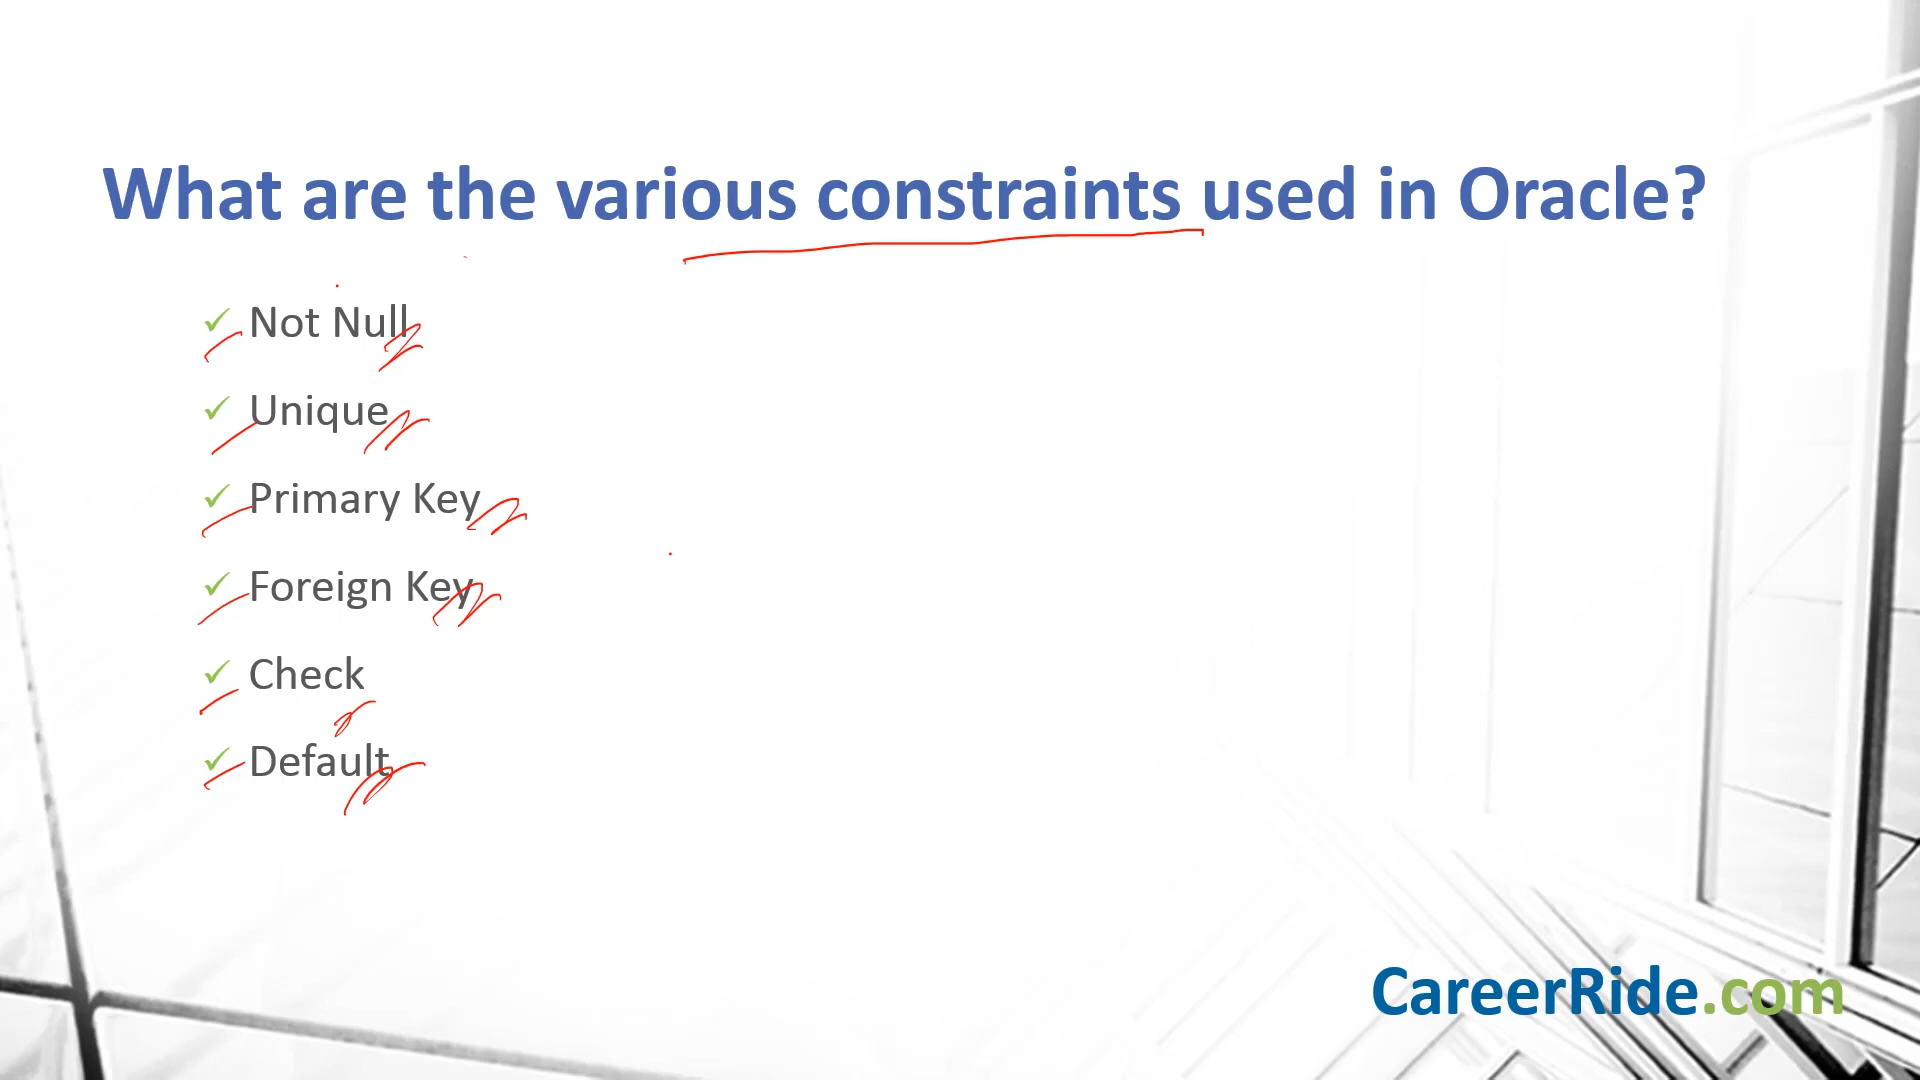 What are the various constraints used in Oracle?
Not Null
Unique
Primary Key
Foreign Key
Check
Default
CareerRide.com